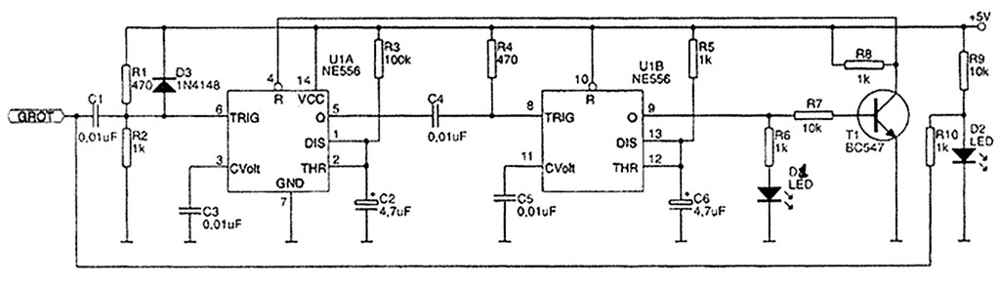 +5V
R8
1k
R9
10k
R1
470
D3
1N4148
4
14
U1A
NE556
R3
100k
R4
470
10
U1B
NE556
R5
1k
R
VCC
R
GROT
C1
0,01uF
6
TRIG
O
5
C4
0,01uF
8
TRIG
O
9
R7
10k
T1
BC547
R10
1k
D2
LED
R2
1k
DIS
1
DIS
13
R6
1k
3
CVolt
THR
2
11
CVolt
THR
12
GND
7
LED
C3
0,01uF
+
C2
4,7uF
C5
0,01uF
+
C6
4,7uF